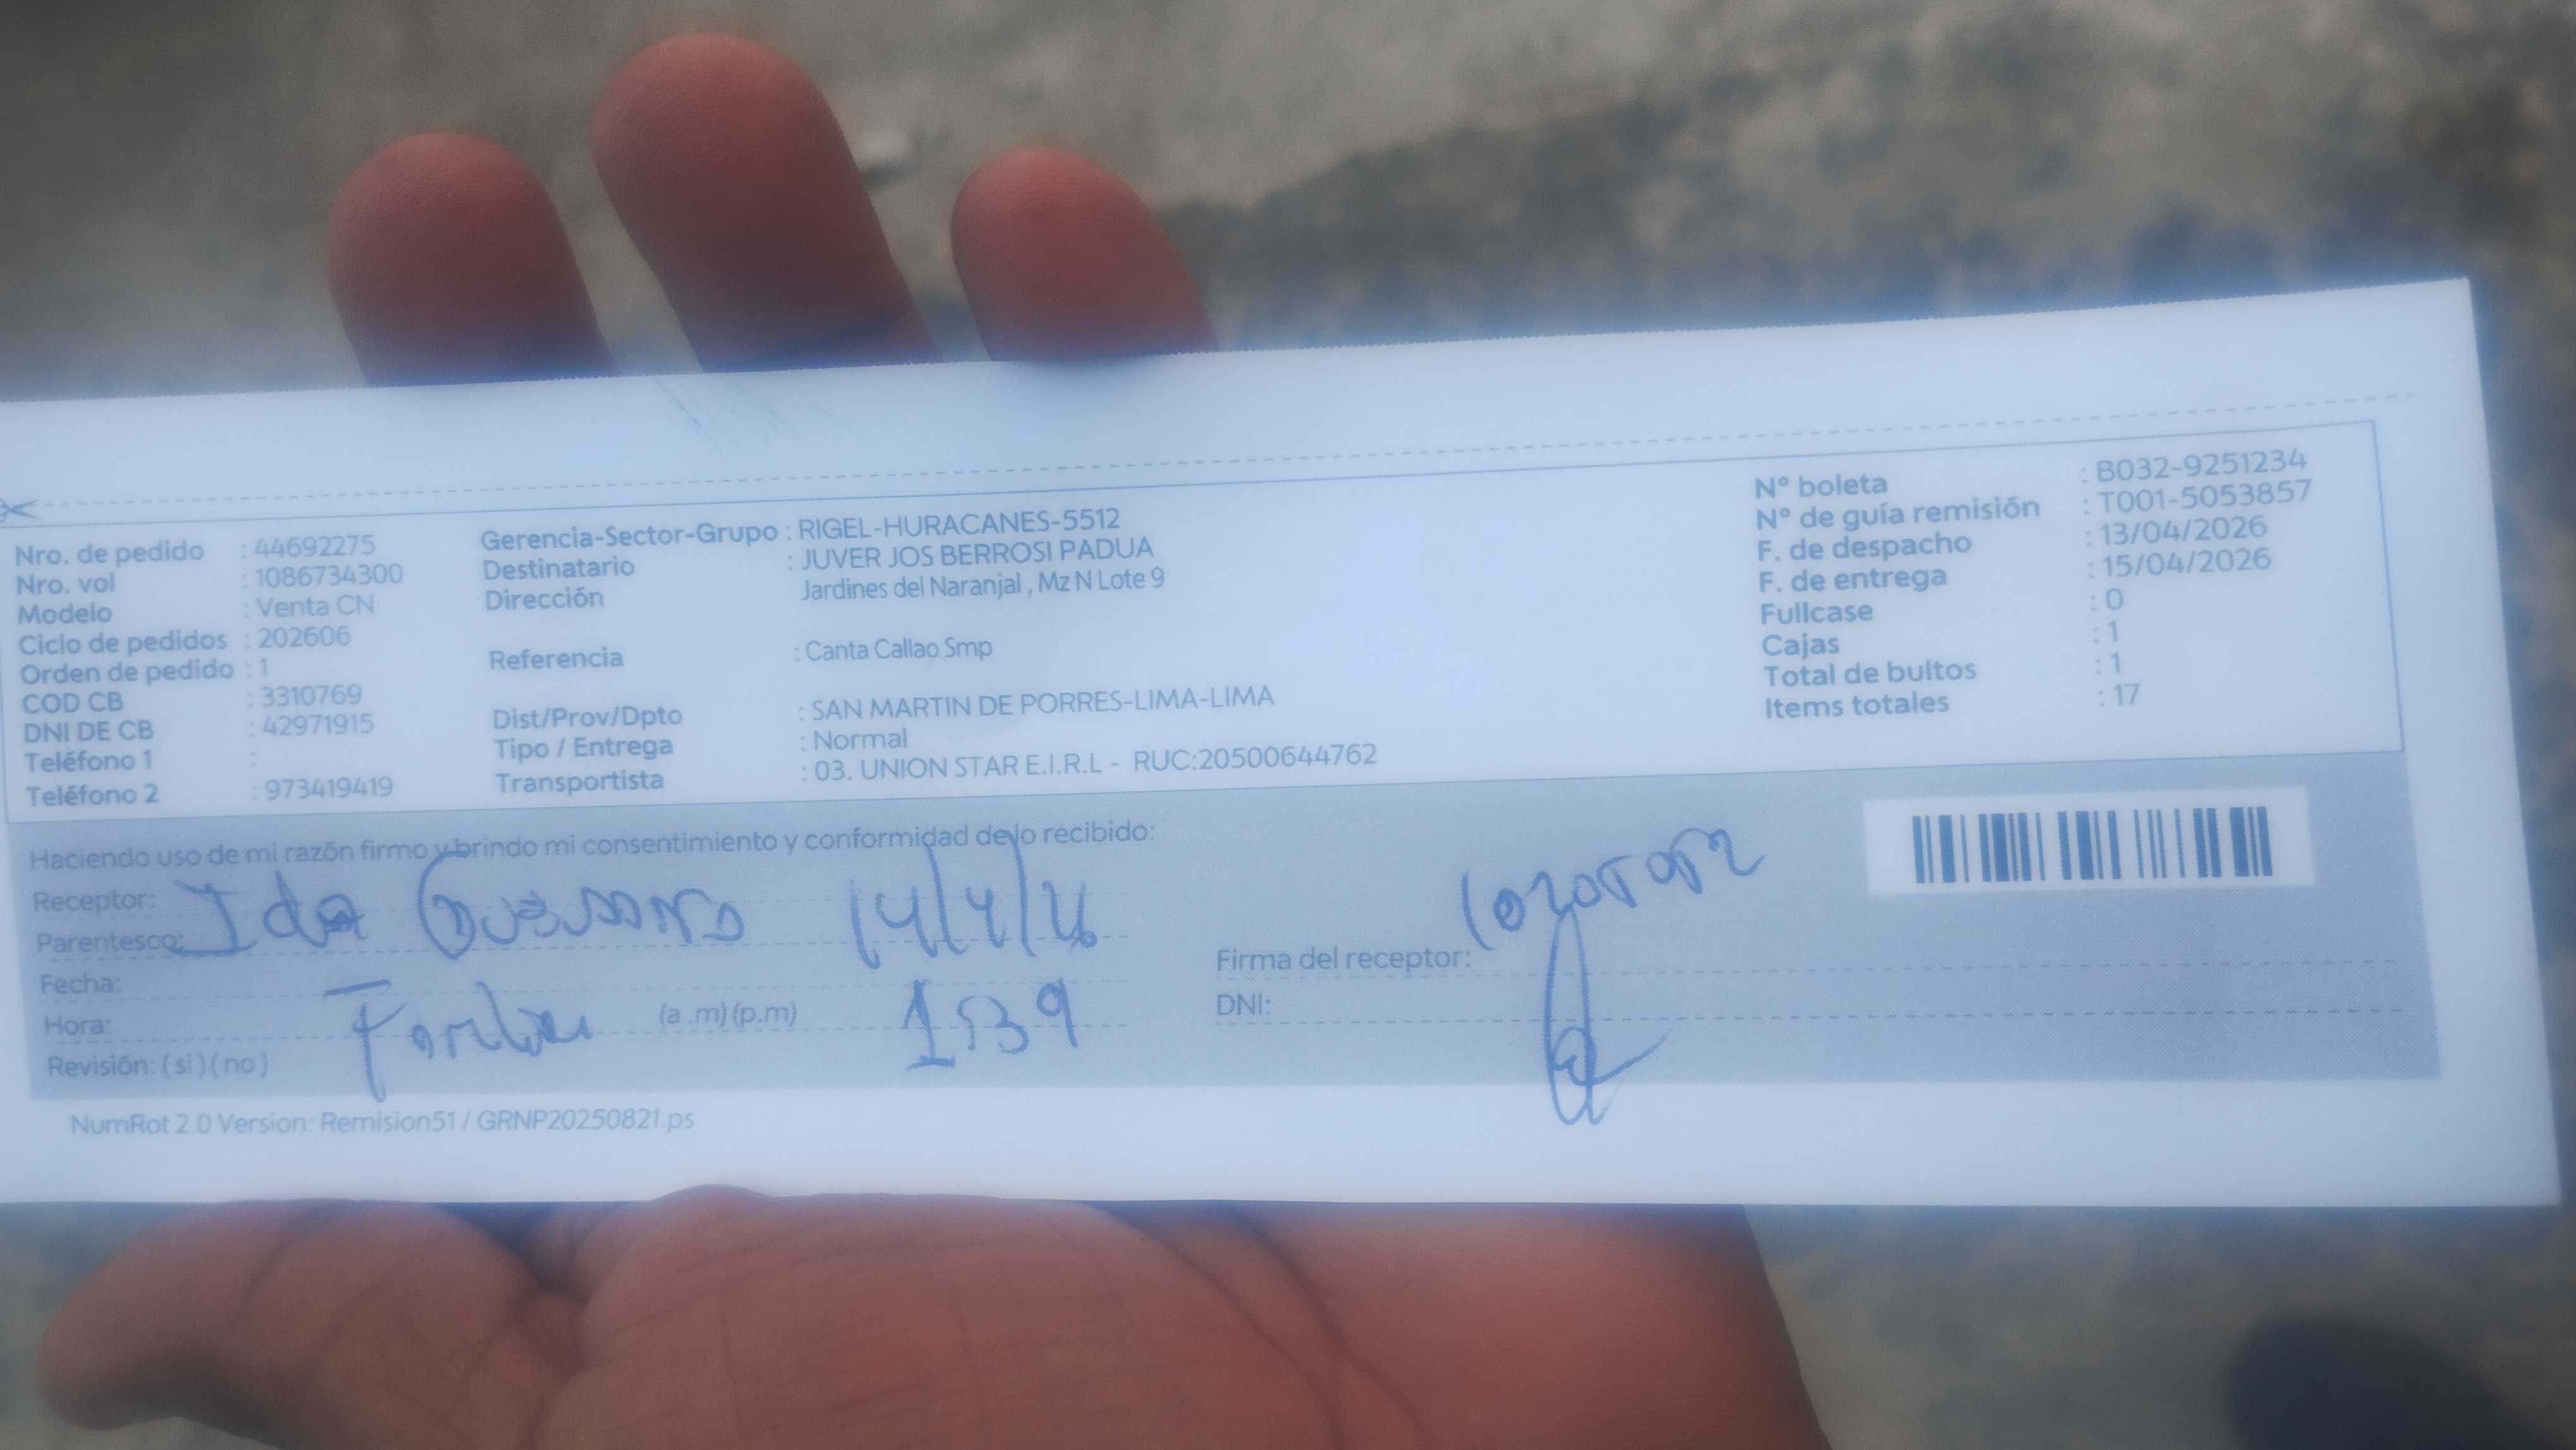 Nro. de pedido : 44692275
Nro. vol : 1086734300
Modelo : Venta CN
Ciclo de pedidos : 202606
Orden de pedido : 1
COD CB : 3310769
DNI DE CB : 42971915
Teléfono 1 :
Teléfono 2 : 973419419
Gerencia-Sector-Grupo : RIGEL-HURACANES-5512
Destinatario : JUVER JOS BERROSI PADUA
Dirección Jardines del Naranjal , Mz N Lote 9
Referencia : Canta Callao Smp
Dist/Prov/Dpto : SAN MARTIN DE PORRES-LIMA-LIMA
Tipo / Entrega : Normal
Transportista : 03. UNION STAR E.I.R.L - RUC:20500644762
N° boleta : B032-9251234
N° de guía remisión : T001-5053857
F. de despacho : 13/04/2026
F. de entrega : 15/04/2026
Fullcase : 0
Cajas : 1
Total de bultos : 1
Items totales : 17
Haciendo uso de mi razón firmo y brindo mi consentimiento y conformidad de lo recibido:
Receptor: Ida
Parentesco:
Fecha:
Hora: (a .m) (p.m) 1:39
Revisión: ( si ) ( no )
Firma del receptor:
DNI:
NumRot 2.0 Version: Remision51 / GRNP20250821.ps